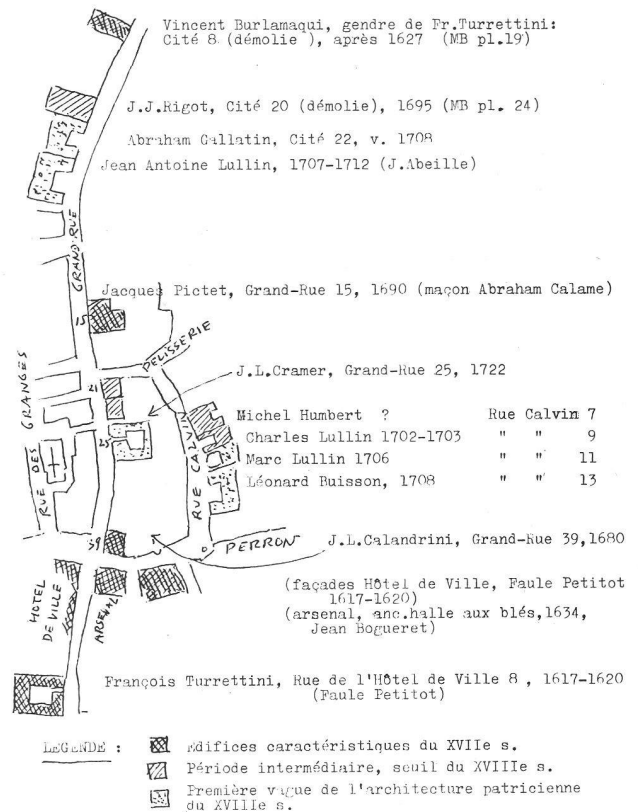 Vincent Burlamaqui, gendre de Fr.Turrettini:
Cité 8 (démolie ), après 1627 (MB pl.19)
J.J.Rigot, Cité 20 (démolie), 1695 (MB pl. 24)
Abraham Gallatin, Cité 22, v. 1708
Jean Antoine Lullin, 1707-1712 (J.Abeille)
GRAND'RUE
Jacques Pictet, Grand-Rue 15, 1690 (maçon Abraham Calame)
15
PELISSERIE
J.L.Cramer, Grand-Rue 25, 1722
21
RUE DES GRANGES
25
RUE CALVIN
Michel Humbert ? Rue Calvin 7
Charles Lullin 1702-1703 " " 9
Marc Lullin 1706 " " 11
Léonard Buisson, 1708 " " 13
39
PERRON
J.L.Calandrini, Grand-Rue 39,1680
HOTEL
DE VILLE
ARSENAL
(façades Hôtel de Ville, Faule Petitot
1617-1620)
(arsenal, anc.halle aux blés,1634,
Jean Bogueret)
François Turrettini, Rue de l'Hôtel de Ville 8 , 1617-1620
(Faule Petitot)
LEGENDE :
Edifices caractéristiques du XVIIe s.
Période intermédiaire, seuil du XVIIIe s.
Première vague de l'architecture patricienne
du XVIIIe s.